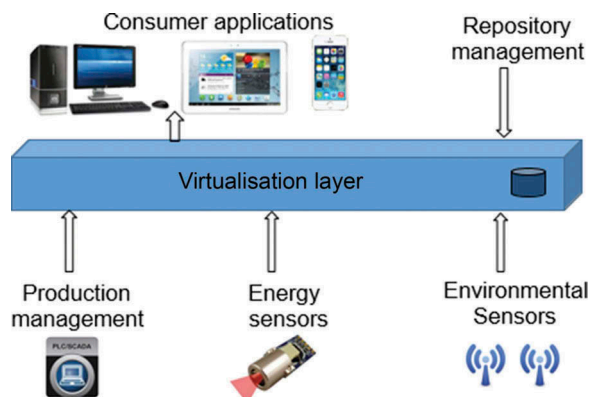 Consumer applications
Repository
management
Virtualisation layer
Production
management
Energy
sensors
Environmental
Sensors
PLC/SCADA